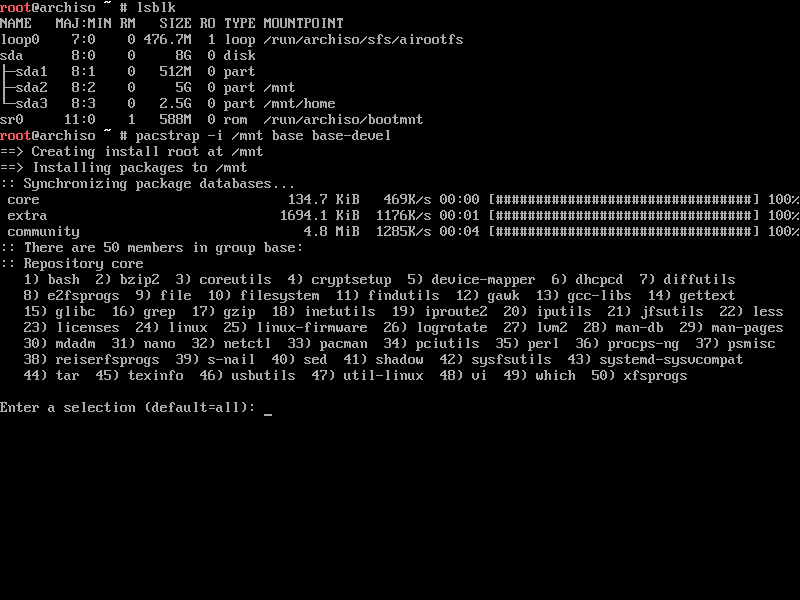 root@archiso ~ # lsblk
NAME   MAJ:MIN RM   SIZE RO TYPE MOUNTPOINT
loop0    7:0    0 476.7M  1 loop /run/archiso/sfs/airootfs
sda      8:0    0     8G  0 disk
├─sda1   8:1    0   512M  0 part
├─sda2   8:2    0     5G  0 part /mnt
└─sda3   8:3    0   2.5G  0 part /mnt/home
sr0     11:0    1   588M  0 rom  /run/archiso/bootmnt
root@archiso ~ # pacstrap -i /mnt base base-devel
==> Creating install root at /mnt
==> Installing packages to /mnt
:: Synchronizing package databases...
 core                               134.7 KiB   469K/s 00:00 [################################] 100%
 extra                             1694.1 KiB  1176K/s 00:01 [################################] 100%
 community                            4.8 MiB  1285K/s 00:04 [################################] 100%
:: There are 50 members in group base:
:: Repository core
   1) bash  2) bzip2  3) coreutils  4) cryptsetup  5) device-mapper  6) dhcpcd  7) diffutils
   8) e2fsprogs  9) file  10) filesystem  11) findutils  12) gawk  13) gcc-libs  14) gettext
   15) glibc  16) grep  17) gzip  18) inetutils  19) iproute2  20) iputils  21) jfsutils  22) less
   23) licenses  24) linux  25) linux-firmware  26) logrotate  27) lvm2  28) man-db  29) man-pages
   30) mdadm  31) nano  32) netctl  33) pacman  34) pciutils  35) perl  36) procps-ng  37) psmisc
   38) reiserfsprogs  39) s-nail  40) sed  41) shadow  42) sysfsutils  43) systemd-sysvcompat
   44) tar  45) texinfo  46) usbutils  47) util-linux  48) vi  49) which  50) xfsprogs

Enter a selection (default=all): _